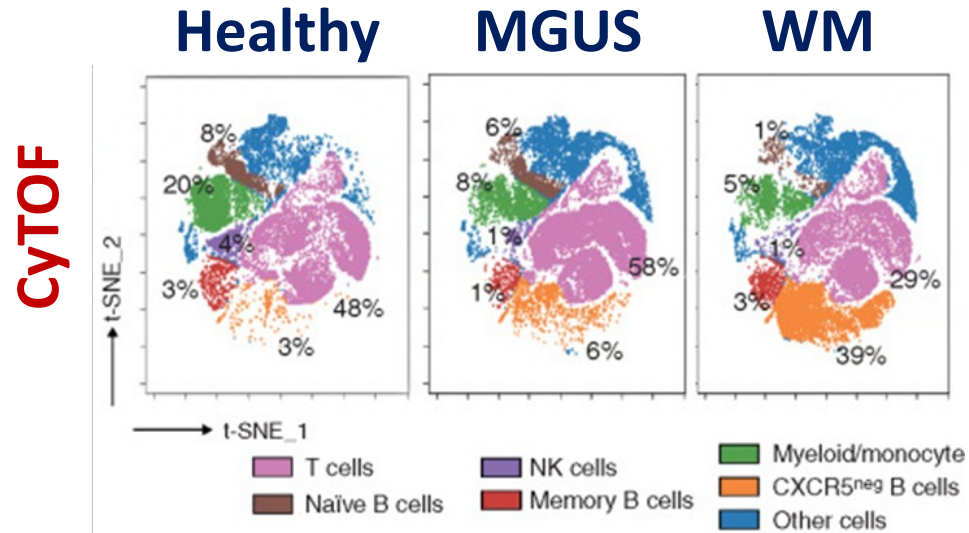 Healthy
MGUS
WM
CyTOF
t-SNE_2
8%
20%
4%
3%
48%
3%
6%
8%
1%
58%
1%
6%
1%
5%
1%
29%
3%
39%
t-SNE_1
T cells
Naïve B cells
NK cells
Memory B cells
Myeloid/monocyte
CXCR5neg B cells
Other cells